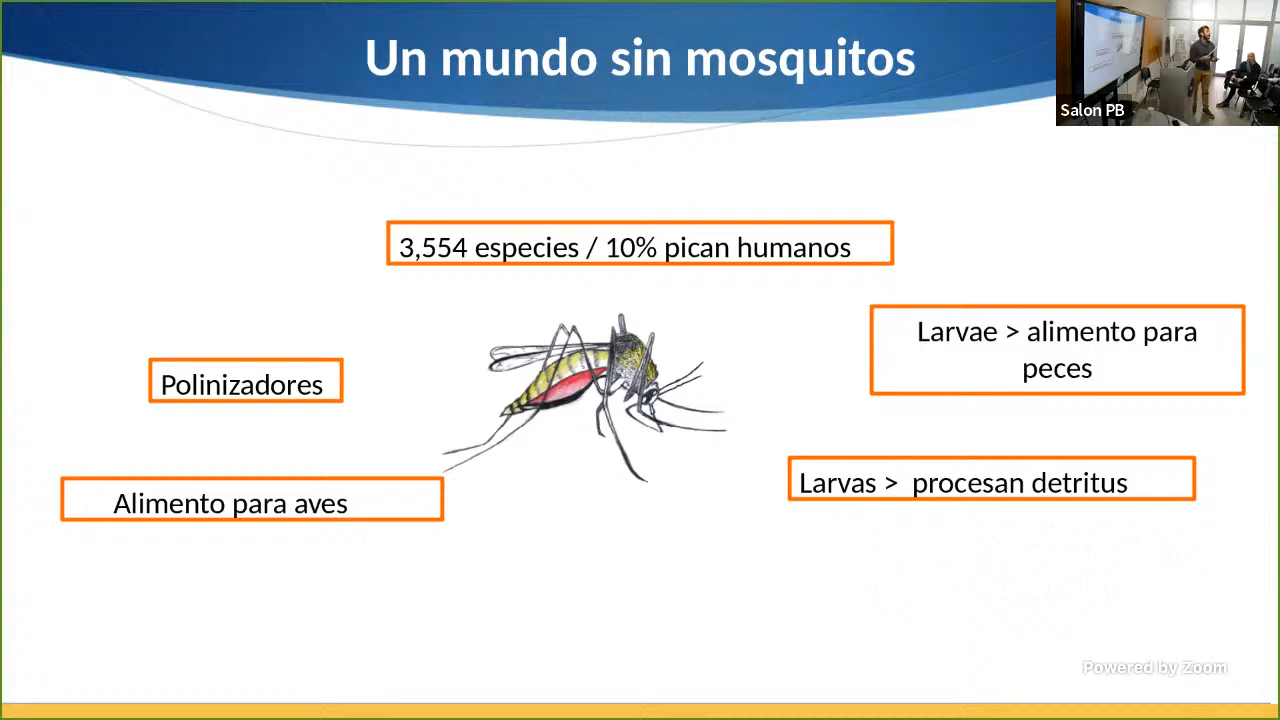 Un mundo sin mosquitos
Salon PB
3,554 especies / 10% pican humanos
Larvae > alimento para
peces
Polinizadores
Larvas > procesan detritus
Alimento para aves
Powered by Zoom